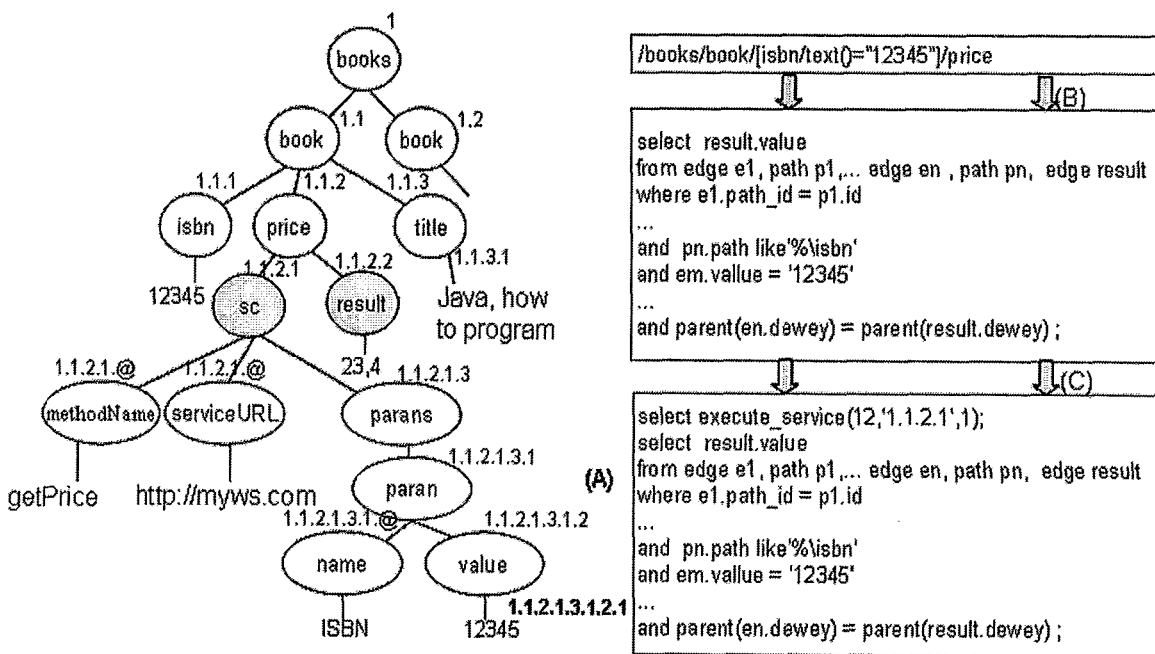 1
books
1.1
book
1.2
book
1.1.1
isbn
1.1.2
price
1.1.3
title
12345
1.1.2.1
sc
1.1.2.2
result
1.1.3.1
Java, how
to program
23,4
1.1.2.1.@
methodName
1.1.2.1.@
serviceURL
1.1.2.1.3
parans
getPrice
http://myws.com
1.1.2.1.3.1
paran
(A)
1.1.2.1.3.1.@
name
1.1.2.1.3.1.2
value
ISBN
12345
1.1.2.1.3.1.2.1
/books/book/[isbn/text()="12345"]/price
(B)
select result.value
from edge e1, path p1,... edge en , path pn, edge result
where e1.path_id = p1.id
...
and pn.path like'%\isbn'
and em.vallue = '12345'
...
and parent(en.dewey) = parent(result.dewey) ;
(C)
select execute_service(12,'1.1.2.1',1);
select result.value
from edge e1, path p1,... edge en, path pn, edge result
where e1.path_id = p1.id
...
and pn.path like'%\isbn'
and em.vallue = '12345'
...
and parent(en.dewey) = parent(result.dewey) ;